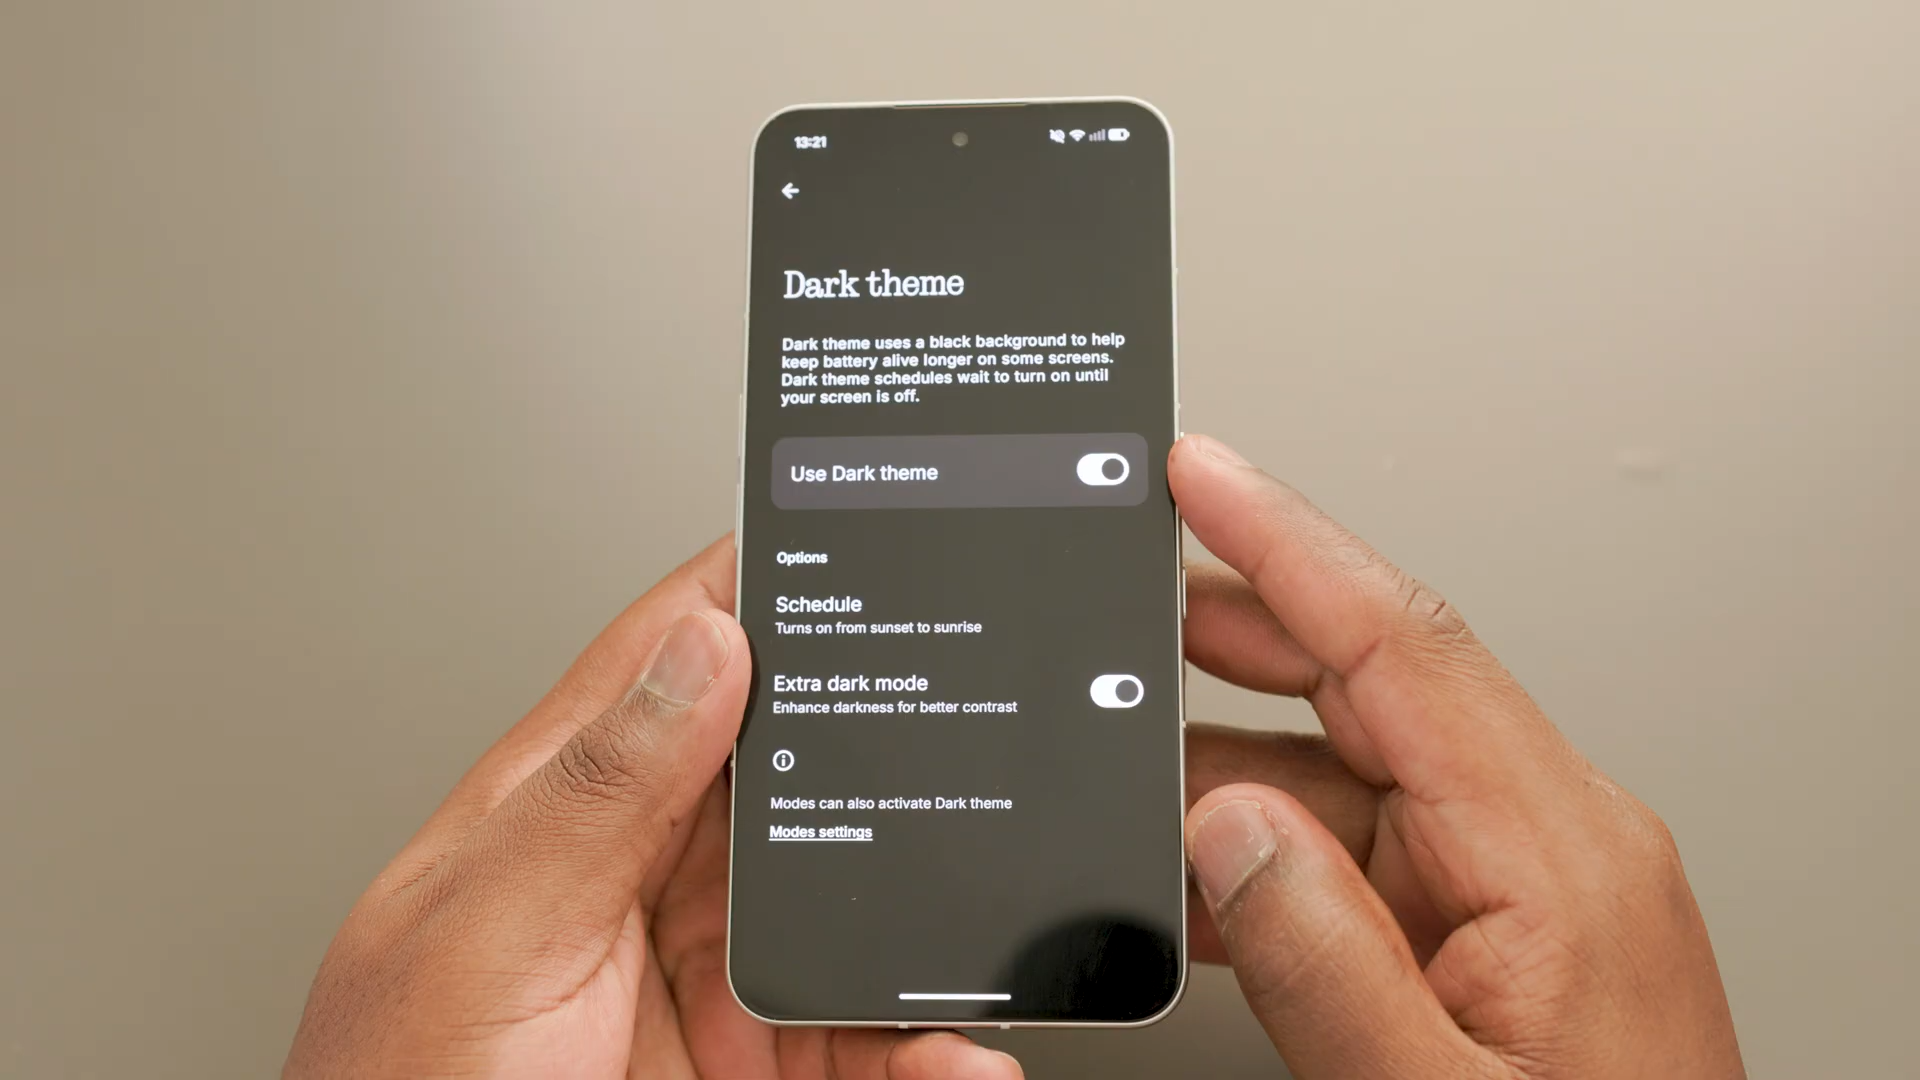 13:21
Dark theme
Dark theme uses a black background to help
keep battery alive longer on some screens.
Dark theme schedules wait to turn on until
your screen is off.
Use Dark theme
Options
Schedule
Turns on from sunset to sunrise
Extra dark mode
Enhance darkness for better contrast
Modes can also activate Dark theme
Modes settings